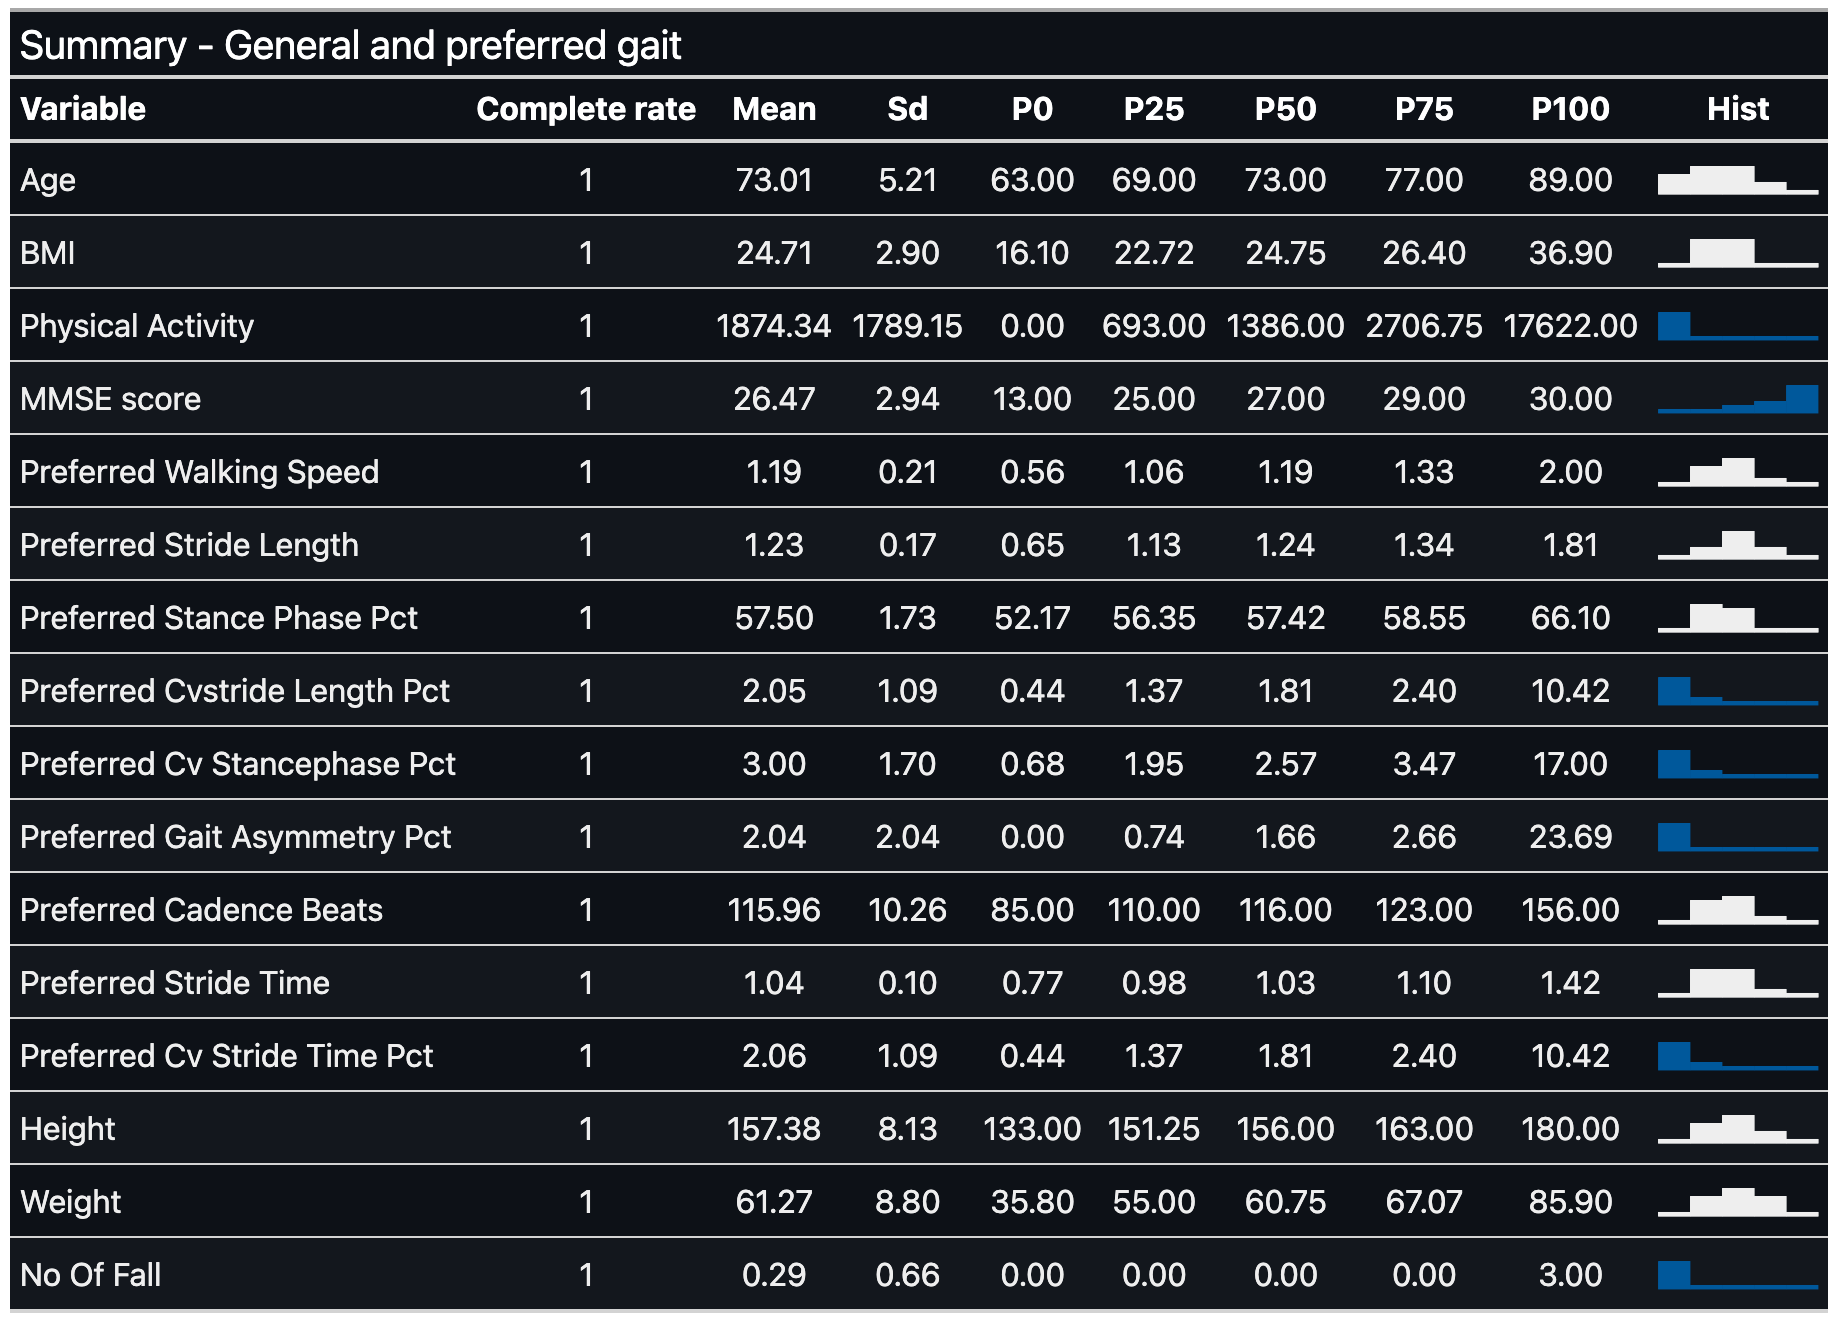 Summary - General and preferred gait
Variable Complete rate Mean Sd P0 P25 P50 P75 P100 Hist
Age 1 73.01 5.21 63.00 69.00 73.00 77.00 89.00
BMI 1 24.71 2.90 16.10 22.72 24.75 26.40 36.90
Physical Activity 1 1874.34 1789.15 0.00 693.00 1386.00 2706.75 17622.00
MMSE score 1 26.47 2.94 13.00 25.00 27.00 29.00 30.00
Preferred Walking Speed 1 1.19 0.21 0.56 1.06 1.19 1.33 2.00
Preferred Stride Length 1 1.23 0.17 0.65 1.13 1.24 1.34 1.81
Preferred Stance Phase Pct 1 57.50 1.73 52.17 56.35 57.42 58.55 66.10
Preferred Cvstride Length Pct 1 2.05 1.09 0.44 1.37 1.81 2.40 10.42
Preferred Cv Stancephase Pct 1 3.00 1.70 0.68 1.95 2.57 3.47 17.00
Preferred Gait Asymmetry Pct 1 2.04 2.04 0.00 0.74 1.66 2.66 23.69
Preferred Cadence Beats 1 115.96 10.26 85.00 110.00 116.00 123.00 156.00
Preferred Stride Time 1 1.04 0.10 0.77 0.98 1.03 1.10 1.42
Preferred Cv Stride Time Pct 1 2.06 1.09 0.44 1.37 1.81 2.40 10.42
Height 1 157.38 8.13 133.00 151.25 156.00 163.00 180.00
Weight 1 61.27 8.80 35.80 55.00 60.75 67.07 85.90
No Of Fall 1 0.29 0.66 0.00 0.00 0.00 0.00 3.00